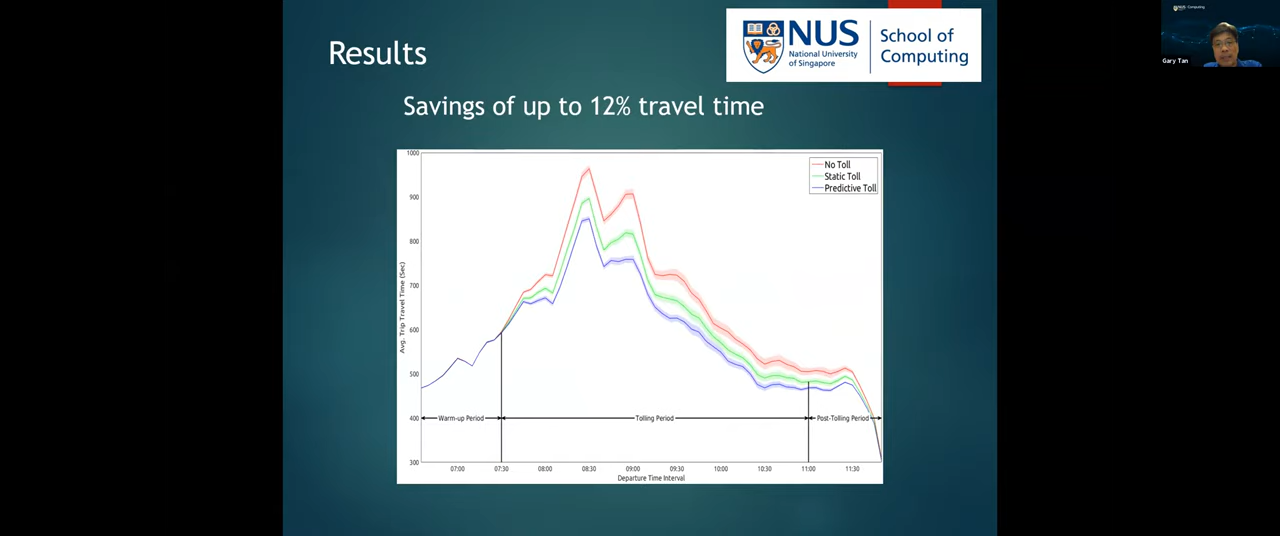 Results
NUS
National University
of Singapore
School of
Computing
Gary Tan
Savings of up to 12% travel time
No Toll
Static Toll
Predictive Toll
1000
900
800
700
600
500
400
300
Avg. Trip Travel Time (Sec)
Warm-up Period
Tolling Period
Post-Tolling Period
07:00
07:30
08:00
08:30
09:00
09:30
10:00
10:30
11:00
11:30
Departure Time Interval